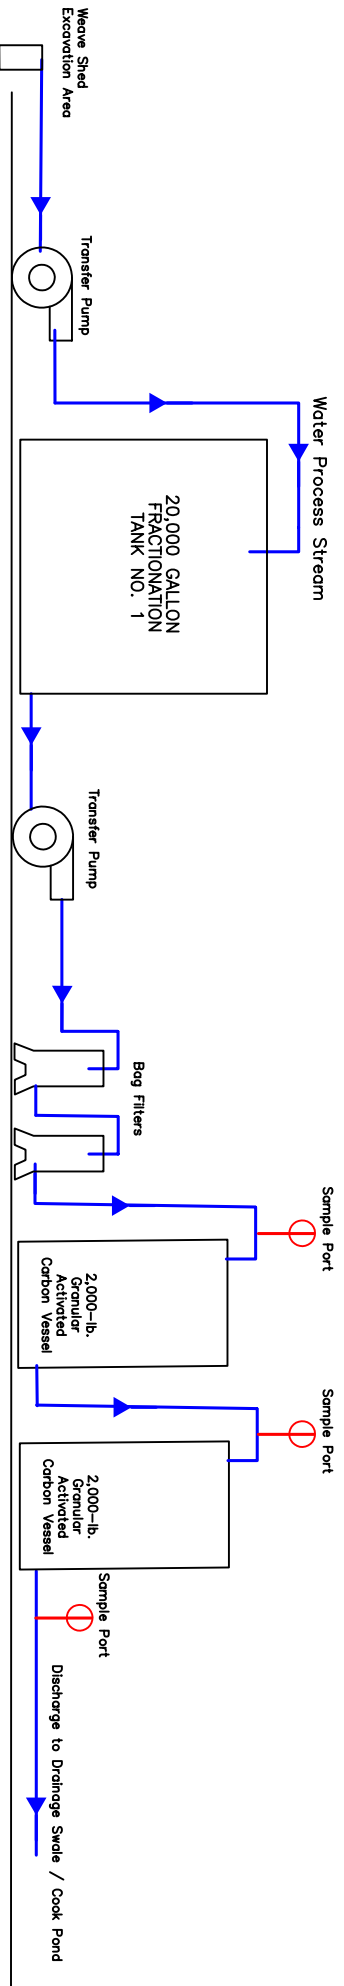 Water Process Stream
Weave Shed
Excavation Area
Transfer Pump
20,000 GALLON
FRACTIONATION
TANK NO. 1
Transfer Pump
Bag Filters
Sample Port
2,000-lb.
Granular
Activated
Carbon Vessel
Sample Port
2,000-lb.
Granular
Activated
Carbon Vessel
Sample Port
Discharge to Drainage Swale / Cook Pond